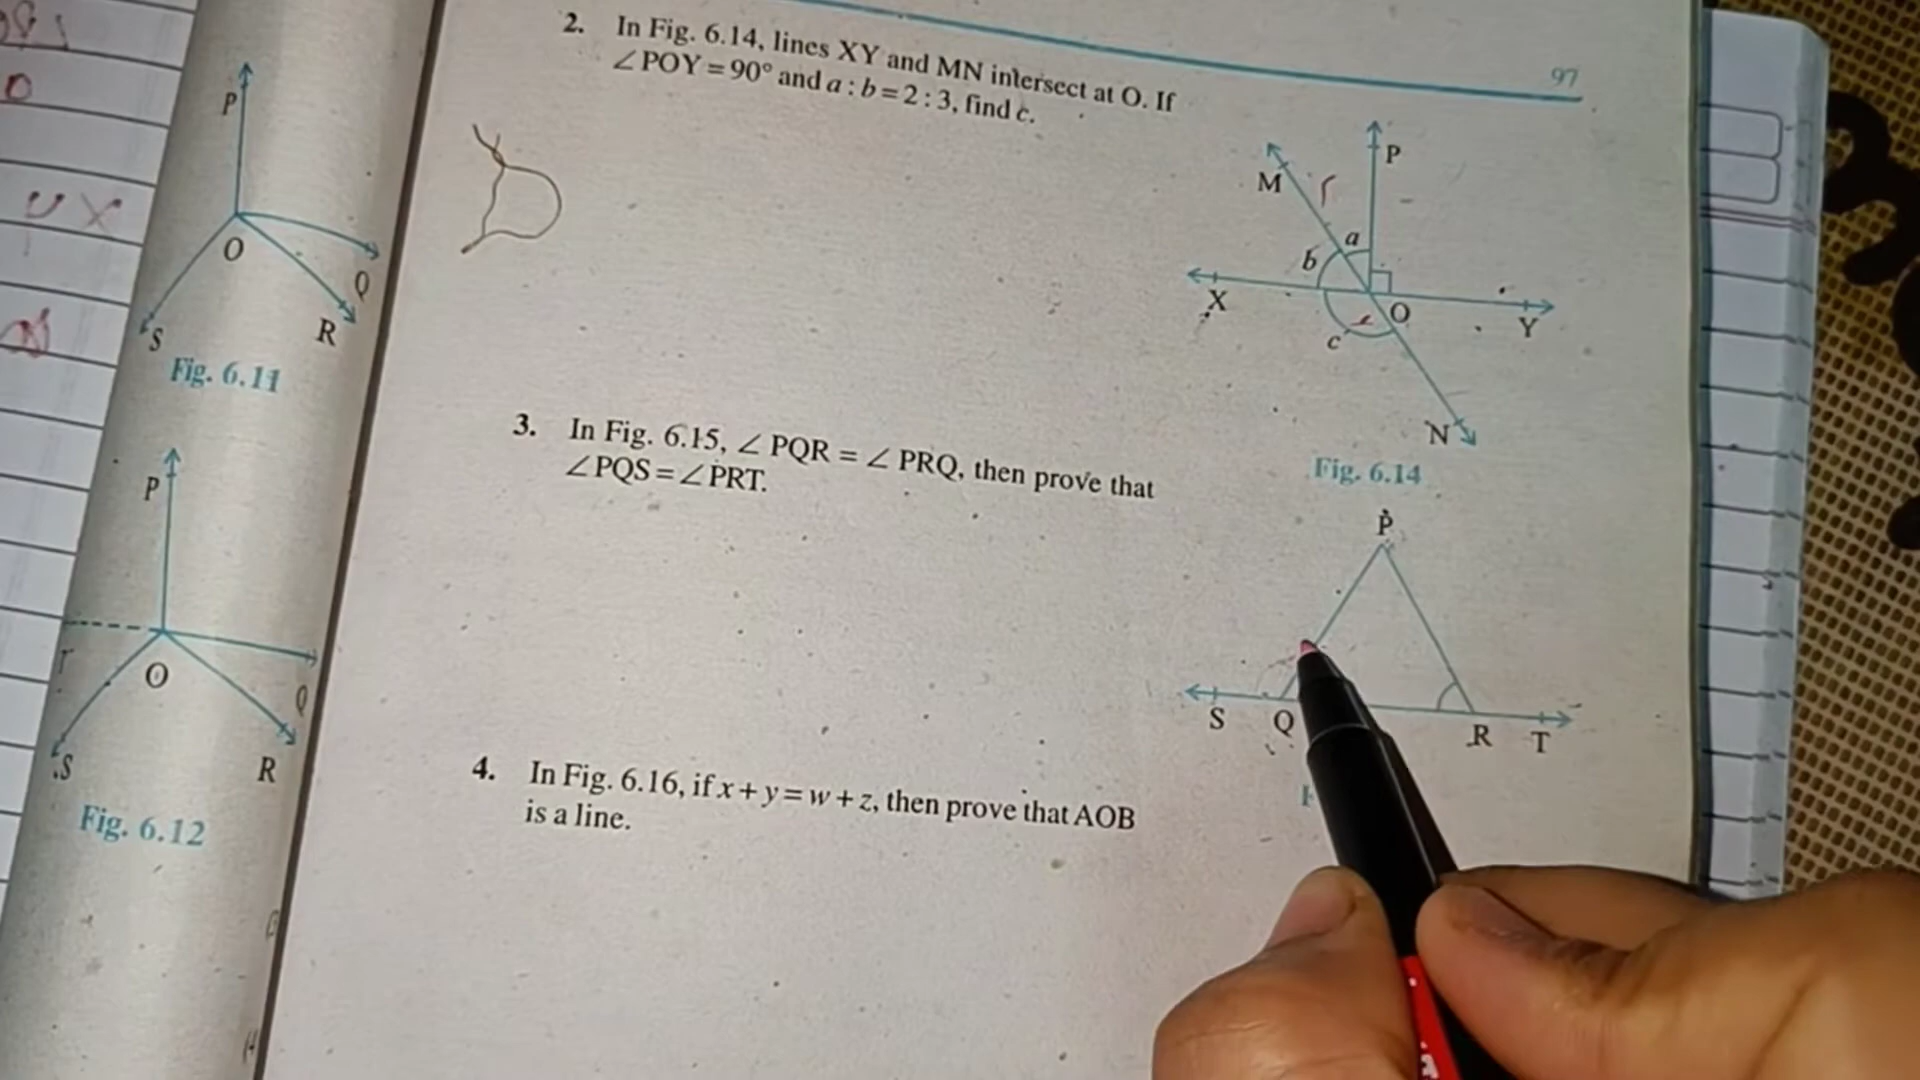 97
2. In Fig. 6.14, lines XY and MN intersect at O. If
∠POY = 90° and a : b = 2 : 3, find c.
P
O
Q
R
S
Fig. 6.11
M
P
a
b
X
O
Y
c
N
Fig. 6.14
3. In Fig. 6.15, ∠ PQR = ∠ PRQ, then prove that
∠PQS = ∠PRT.
P
S Q R T
P
T
O
Q
S
R
Fig. 6.12
4. In Fig. 6.16, if x + y = w + z, then prove that AOB
is a line.